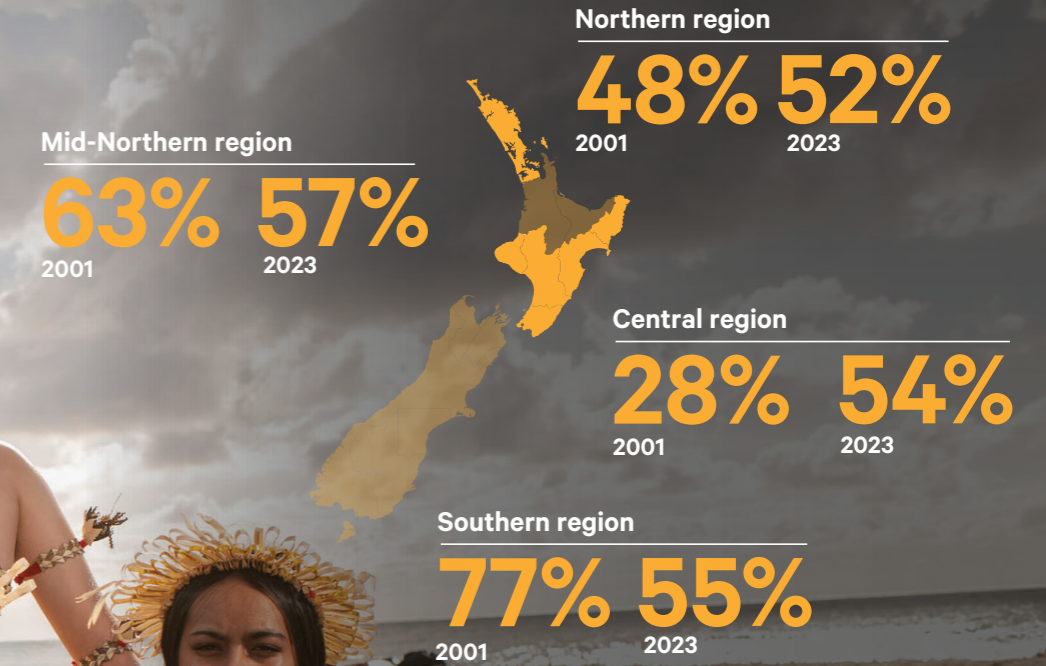 Northern region
48% 52%
2001 2023
Mid-Northern region
63% 57%
2001 2023
Central region
28% 54%
2001 2023
Southern region
77% 55%
2001 2023